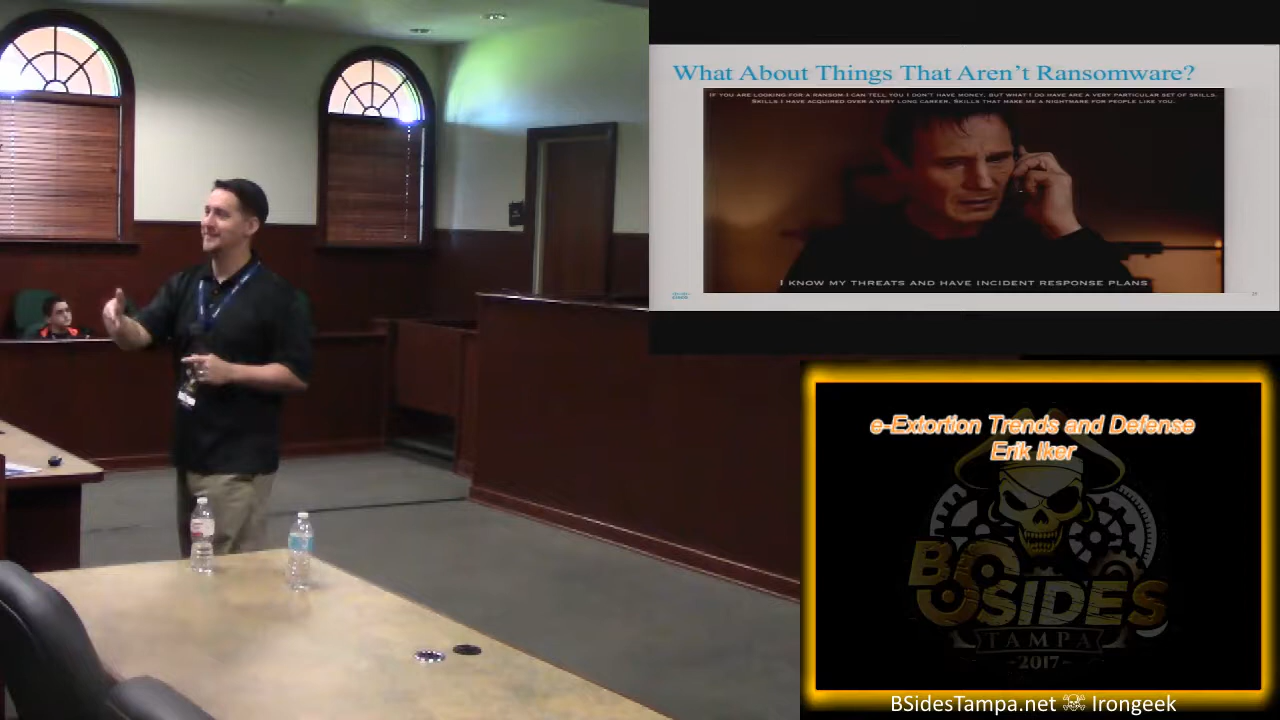 What About Things That Aren't Ransomware?
IF YOU ARE LOOKING FOR A RANSOM I CAN TELL YOU I DON'T HAVE MONEY, BUT WHAT I DO HAVE ARE A VERY PARTICULAR SET OF SKILLS.
SKILLS I HAVE ACQUIRED OVER A VERY LONG CAREER. SKILLS THAT MAKE ME A NIGHTMARE FOR PEOPLE LIKE YOU.
I KNOW MY THREATS AND HAVE INCIDENT RESPONSE PLANS
e-Extortion Trends and Defense
Erik Iker
BSIDES
TAMPA
-2017-
BSidesTampa.net ☠ Irongeek